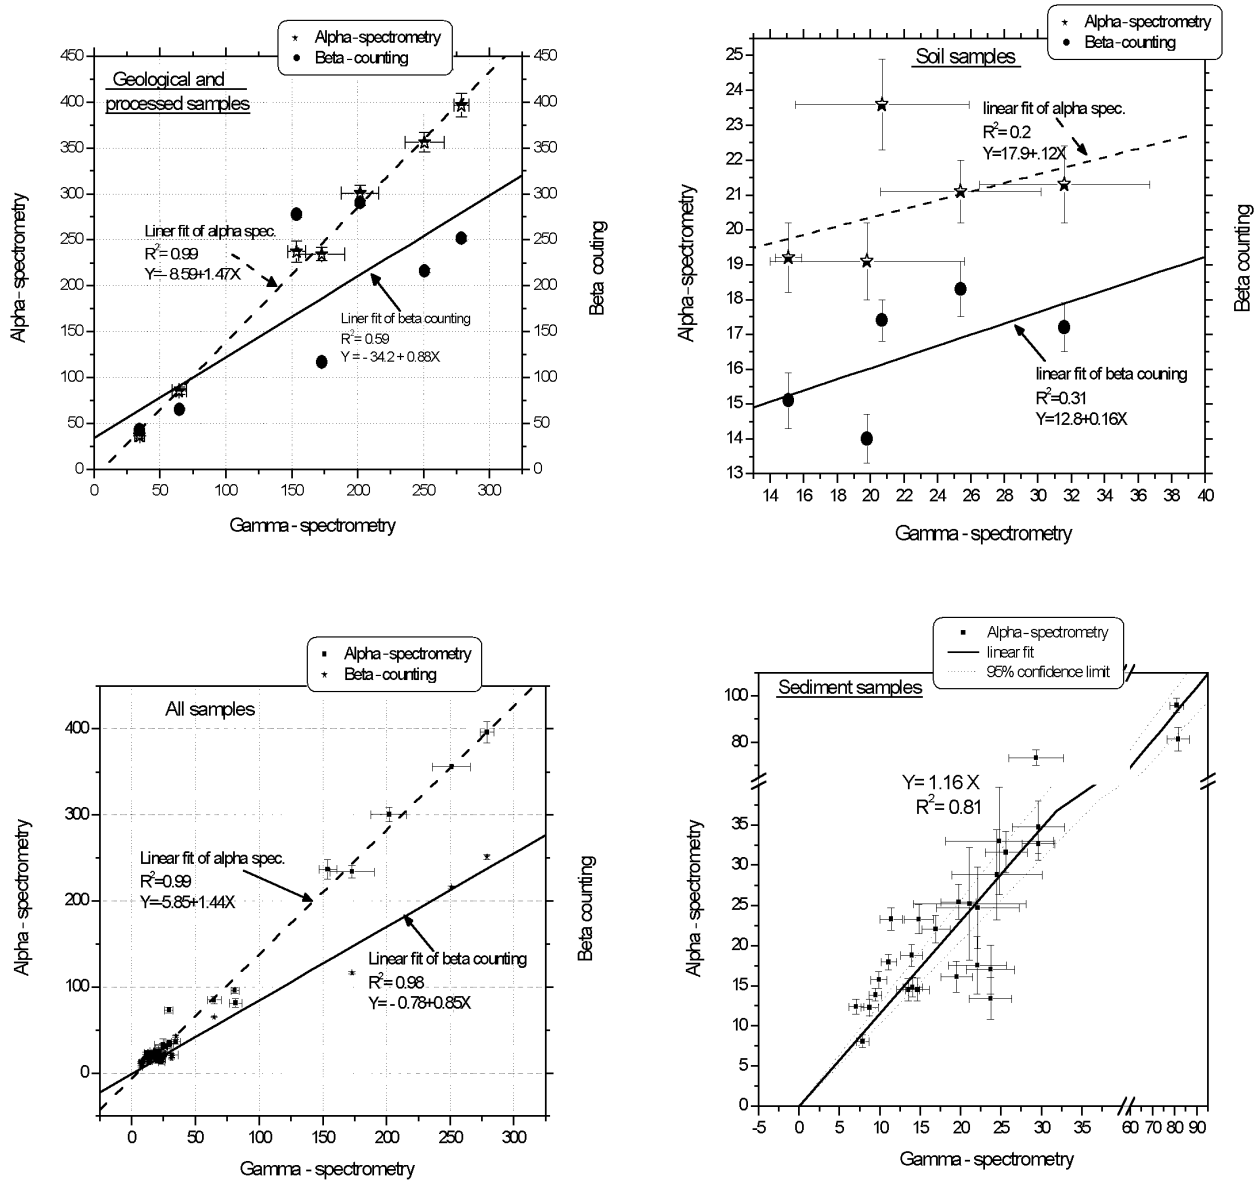 Alpha-spectrometry
Beta-counting
Geological and
processed samples
450
400
350
300
250
200
150
100
50
0
450
400
350
300
250
200
150
100
50
0
Alpha-spectrometry
Beta couting
Liner fit of alpha spec.
R²= 0.99
Y=- 8.59+1.47X
Liner fit of beta counting
R²= 0.59
Y = - 34.2 + 0.88X
0 50 100 150 200 250 300
Gamma-spectrometry
Alpha-spectrometry
Beta-counting
Soil samples
25
24
23
22
21
20
19
18
17
16
15
14
13
Alpha-spectrometry
Beta counting
linear fit of alpha spec.
R²= 0.2
Y=17.9+.12X
linear fit of beta couning
R²=0.31
Y=12.8+0.16X
14 16 18 20 22 24 26 28 30 32 34 36 38 40
Gamma-spectrometry
Alpha-spectrometry
Beta-counting
All samples
400
300
200
100
0
Alpha-spectrometry
Beta counting
Linear fit of alpha spec.
R²=0.99
Y=-5.85+1.44X
Linear fit of beta counting
R²= 0.98
Y= - 0.78+0.85X
0 50 100 150 200 250 300
Gamma-spectrometry
Alpha-spectrometry
linear fit
95% confidence limit
Sediment samples
100
80
35
30
25
20
15
10
5
0
Alpha-spectrometry
Y= 1.16 X
R²= 0.81
-5 0 5 10 15 20 25 30 35 60 70 80 90
Gamma-spectrometry